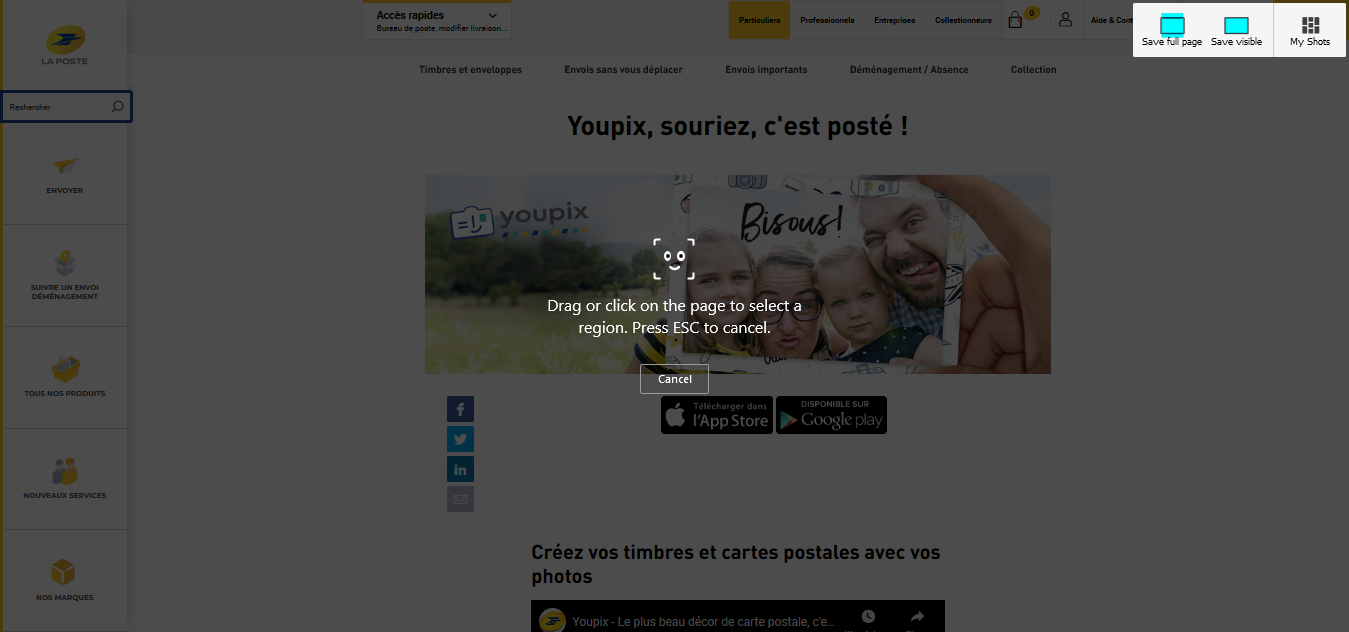 Accès rapides
Bureau de poste, modifier livraison...
Particuliers
Professionnels
Entreprises
Collectionneurs
0
Aide & Cont
Save full page
Save visible
My Shots
LA POSTE
Rechercher
Timbres et enveloppes
Envois sans vous déplacer
Envois importants
Déménagement / Absence
Collection
Youpix, souriez, c'est posté !
ENVOYER
youpix
Bisous!
SUIVRE UN ENVOI
DÉMÉNAGEMENT
Drag or click on the page to select a
region. Press ESC to cancel.
Cancel
TOUS NOS PRODUITS
Télécharger dans
l'App Store
DISPONIBLE SUR
Google play
NOUVEAUX SERVICES
Créez vos timbres et cartes postales avec vos
photos
NOS MARQUES
Youpix - Le plus beau décor de carte postale, c'e...